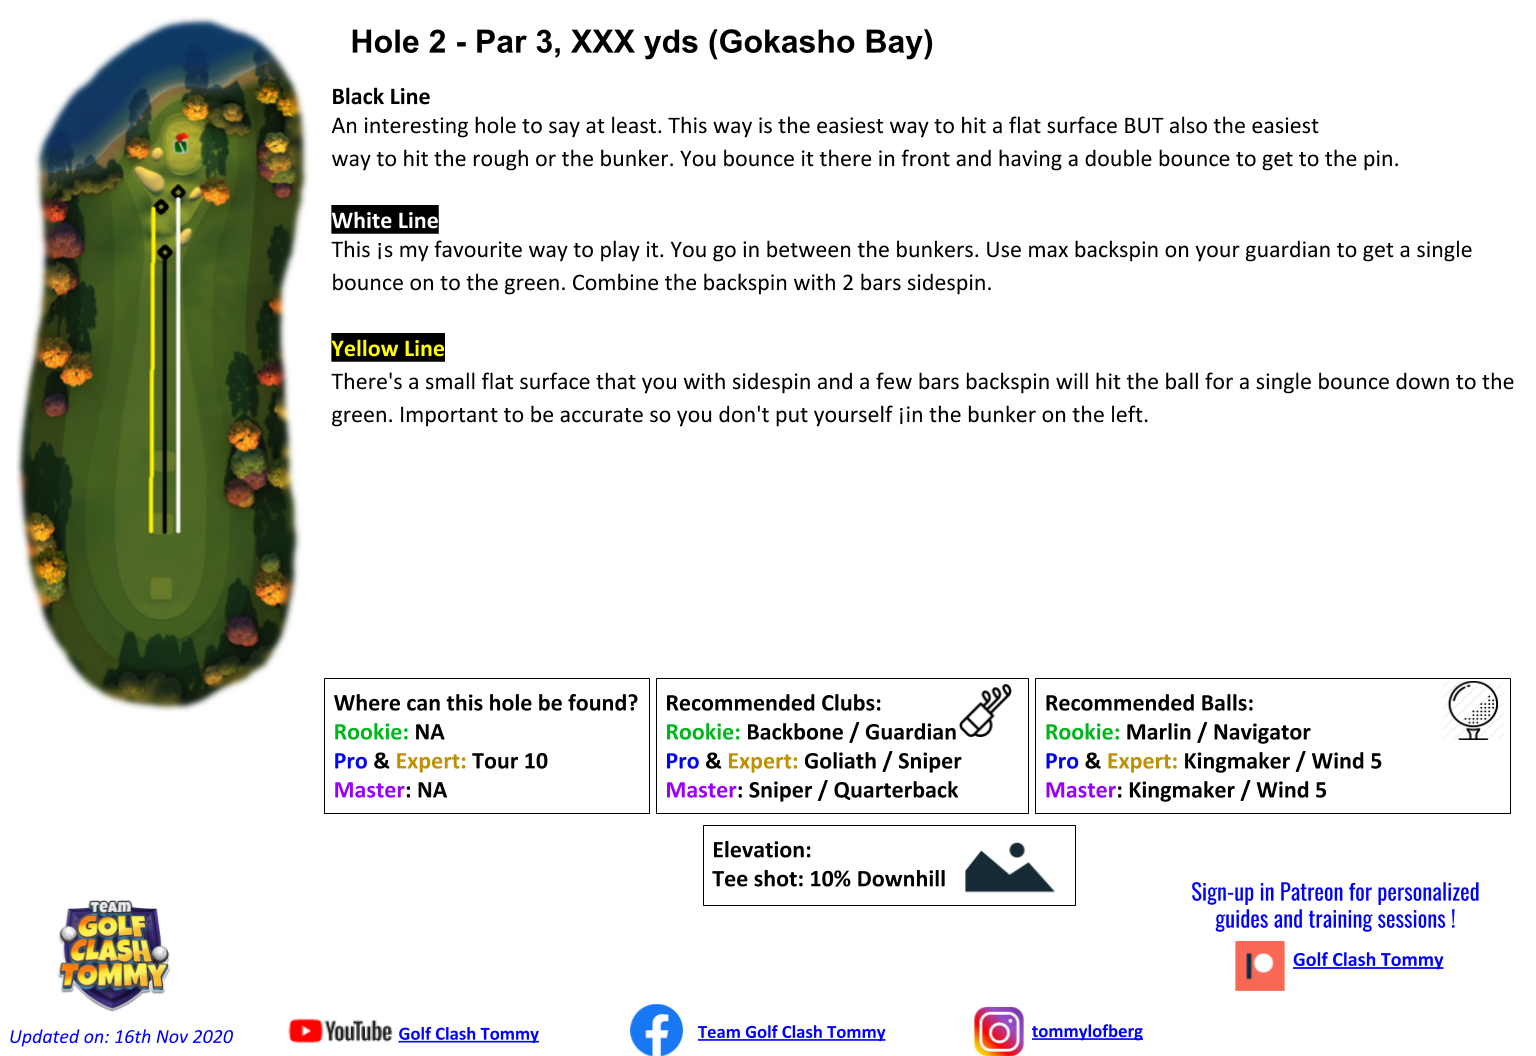 Hole 2 - Par 3, XXX yds (Gokasho Bay)
Black Line
An interesting hole to say at least. This way is the easiest way to hit a flat surface BUT also the easiest
way to hit the rough or the bunker. You bounce it there in front and having a double bounce to get to the pin.
White Line
This ¡s my favourite way to play it. You go in between the bunkers. Use max backspin on your guardian to get a single
bounce on to the green. Combine the backspin with 2 bars sidespin.
Yellow Line
There's a small flat surface that you with sidespin and a few bars backspin will hit the ball for a single bounce down to the
green. Important to be accurate so you don't put yourself ¡in the bunker on the left.
Where can this hole be found?
Rookie: NA
Pro & Expert: Tour 10
Master: NA
Recommended Clubs:
Rookie: Backbone / Guardian
Pro & Expert: Goliath / Sniper
Master: Sniper / Quarterback
Recommended Balls:
Rookie: Marlin / Navigator
Pro & Expert: Kingmaker / Wind 5
Master: Kingmaker / Wind 5
Elevation:
Tee shot: 10% Downhill
Sign-up in Patreon for personalized
guides and training sessions !
Golf Clash Tommy
TEAM
GOLF
CLASH
TOMMY
Updated on: 16th Nov 2020
YouTube Golf Clash Tommy
Team Golf Clash Tommy
tommylofberg